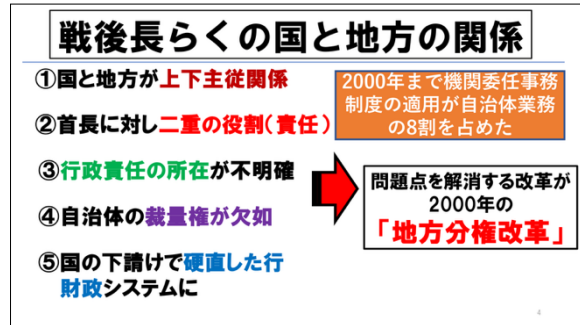 戦後長らくの国と地方の関係
①国と地方が上下主従関係
②首長に対し二重の役割（責任）
③行政責任の所在が不明確
④自治体の裁量権が欠如
⑤国の下請けで硬直した行
財政システムに
2000年まで機関委任事務
制度の適用が自治体業務
の8割を占めた
問題点を解消する改革が
2000年の
「地方分権改革」
4